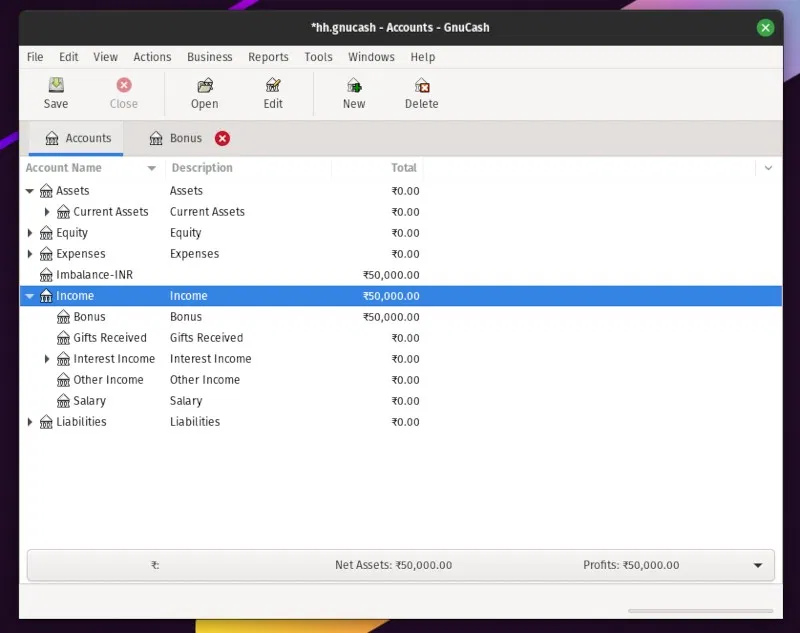 *hh.gnucash - Accounts - GnuCash
File Edit View Actions Business Reports Tools Windows Help
Save Close Open Edit New Delete
Accounts Bonus
Account Name Description Total
Assets Assets ₹0.00
Current Assets Current Assets ₹0.00
Equity Equity ₹0.00
Expenses Expenses ₹0.00
Imbalance-INR ₹50,000.00
Income Income ₹50,000.00
Bonus Bonus ₹50,000.00
Gifts Received Gifts Received ₹0.00
Interest Income Interest Income ₹0.00
Other Income Other Income ₹0.00
Salary Salary ₹0.00
Liabilities Liabilities ₹0.00
₹: Net Assets: ₹50,000.00 Profits: ₹50,000.00